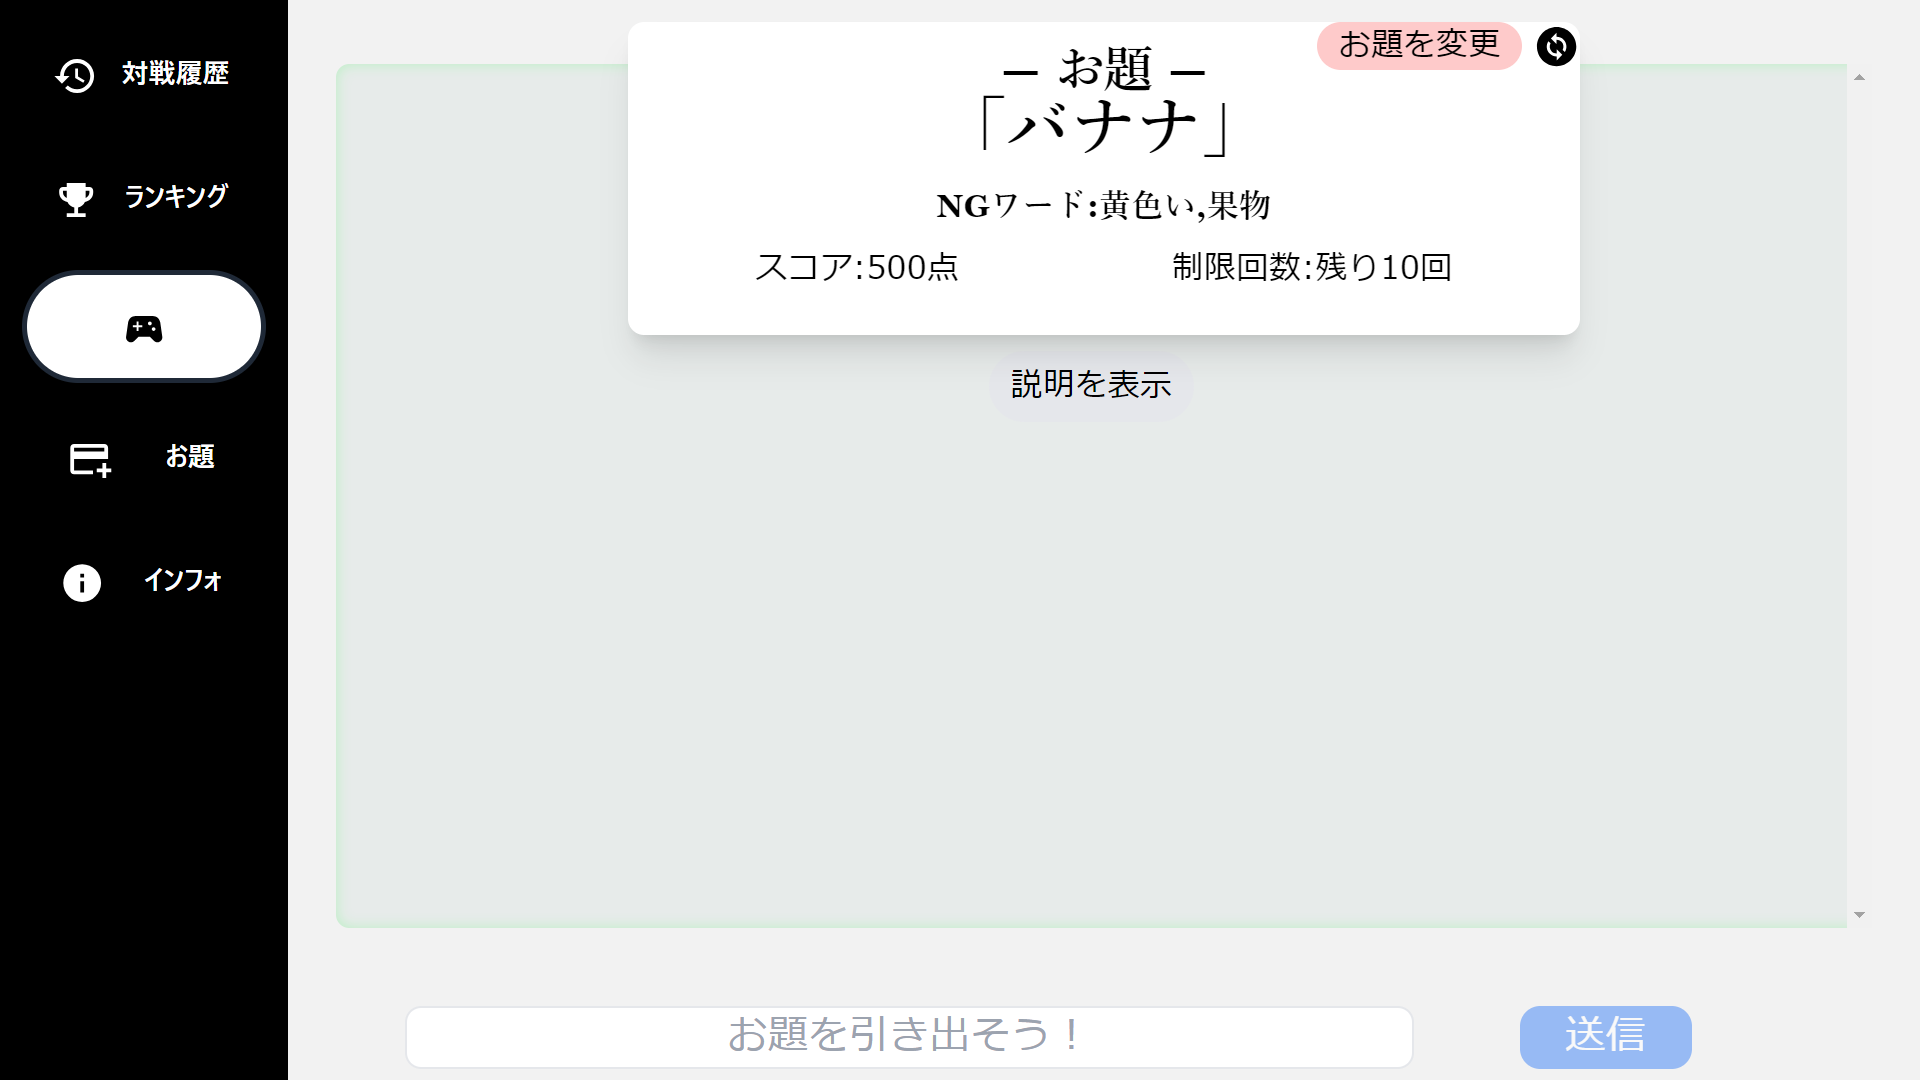 対戦履歴
ランキング
お題
インフォ
お題を変更
– お題 –
「バナナ」
NGワード:黄色い,果物
スコア:500点
制限回数:残り10回
説明を表示
お題を引き出そう！
送信